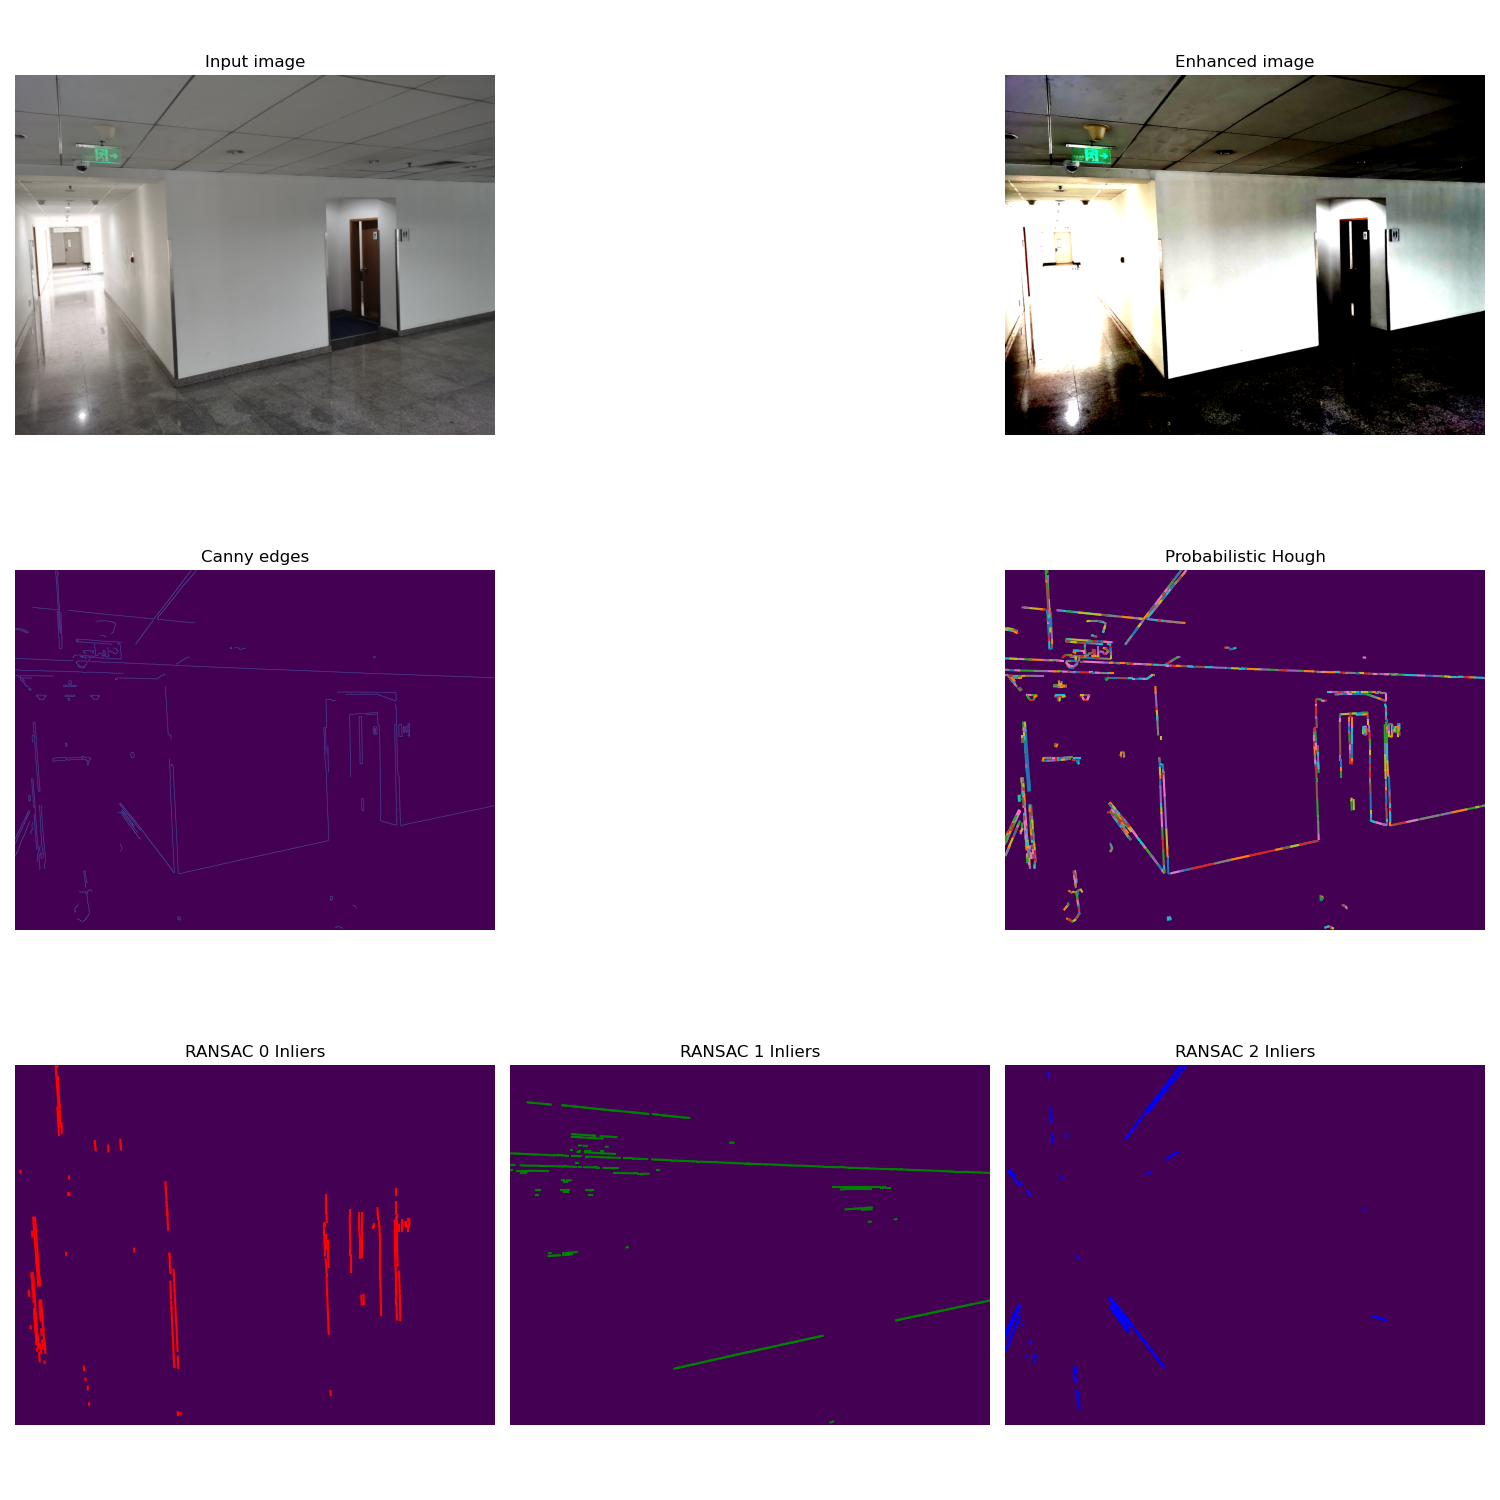 Input image
Enhanced image
Canny edges
Probabilistic Hough
RANSAC 0 Inliers
RANSAC 1 Inliers
RANSAC 2 Inliers